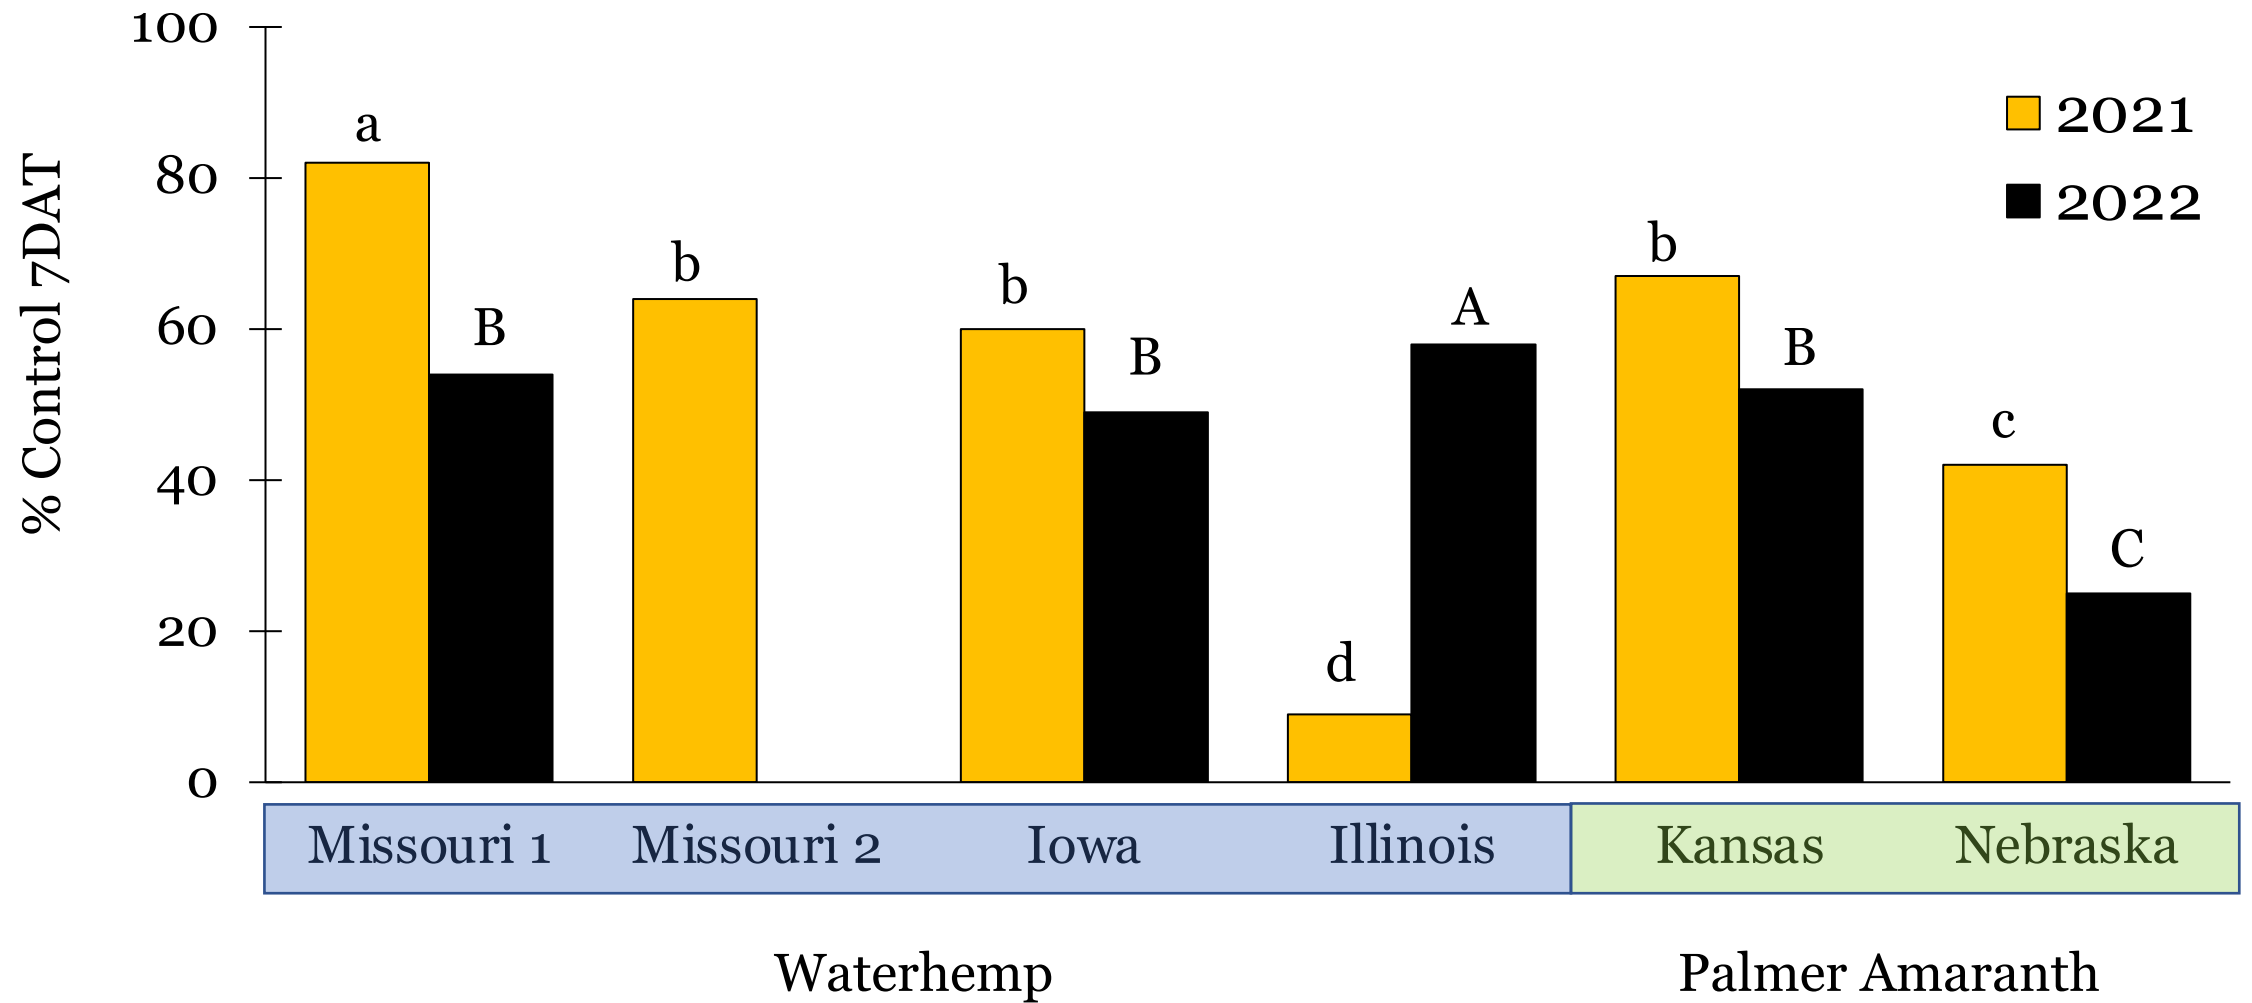 % Control 7DAT
100
80
60
40
20
0
2021
2022
a
B
b
b
B
d
A
b
B
c
C
Missouri 1
Missouri 2
Iowa
Illinois
Kansas
Nebraska
Waterhemp
Palmer Amaranth